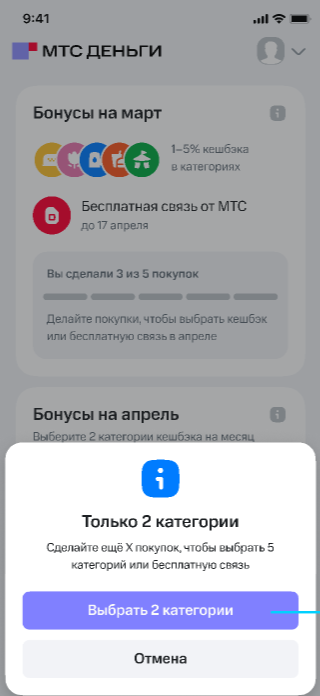 9:41
МТС ДЕНЬГИ
Бонусы на март
1–5% кешбэка
в категориях
Бесплатная связь от МТС
до 17 апреля
Вы сделали 3 из 5 покупок
Делайте покупки, чтобы выбрать кешбэк
или бесплатную связь в апреле
Бонусы на апрель
Выберите 2 категории кешбэка на месяц
Только 2 категории
Сделайте ещё X покупок, чтобы выбрать 5
категорий или бесплатную связь
Выбрать 2 категории
Отмена